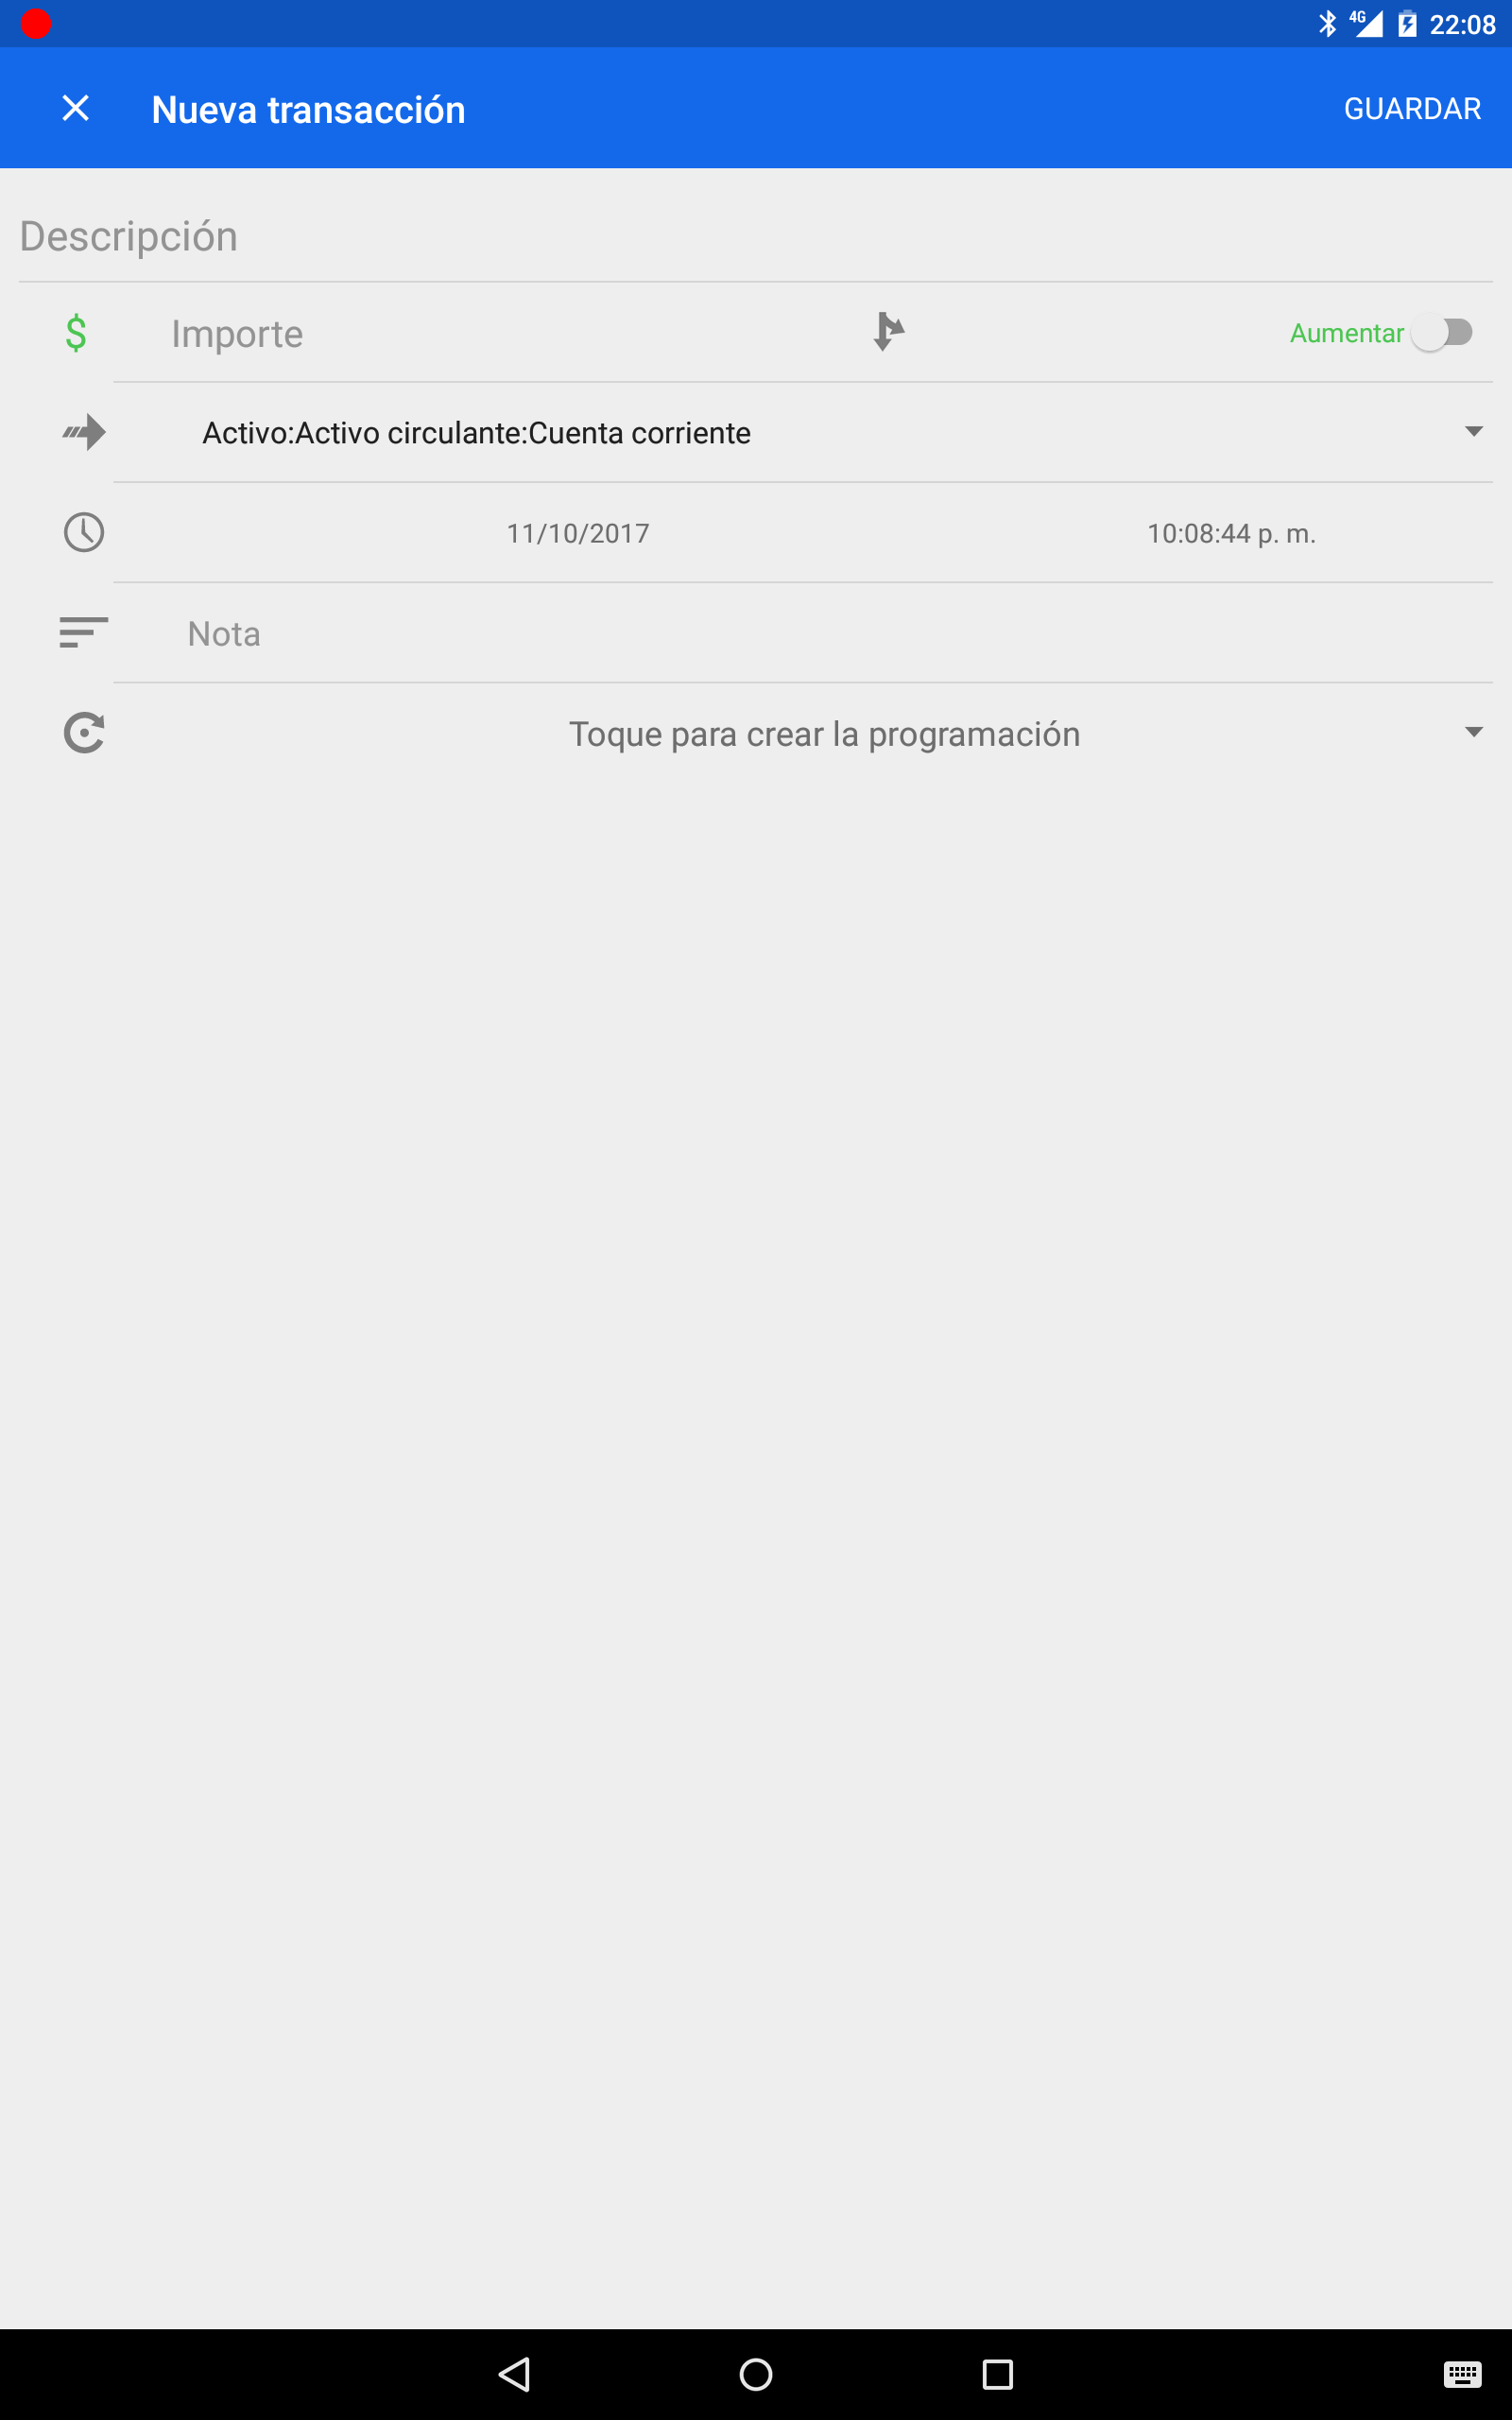 4G 22:08
Nueva transacción GUARDAR
Descripción
$ Importe Aumentar
Activo:Activo circulante:Cuenta corriente
11/10/2017 10:08:44 p. m.
Nota
Toque para crear la programación